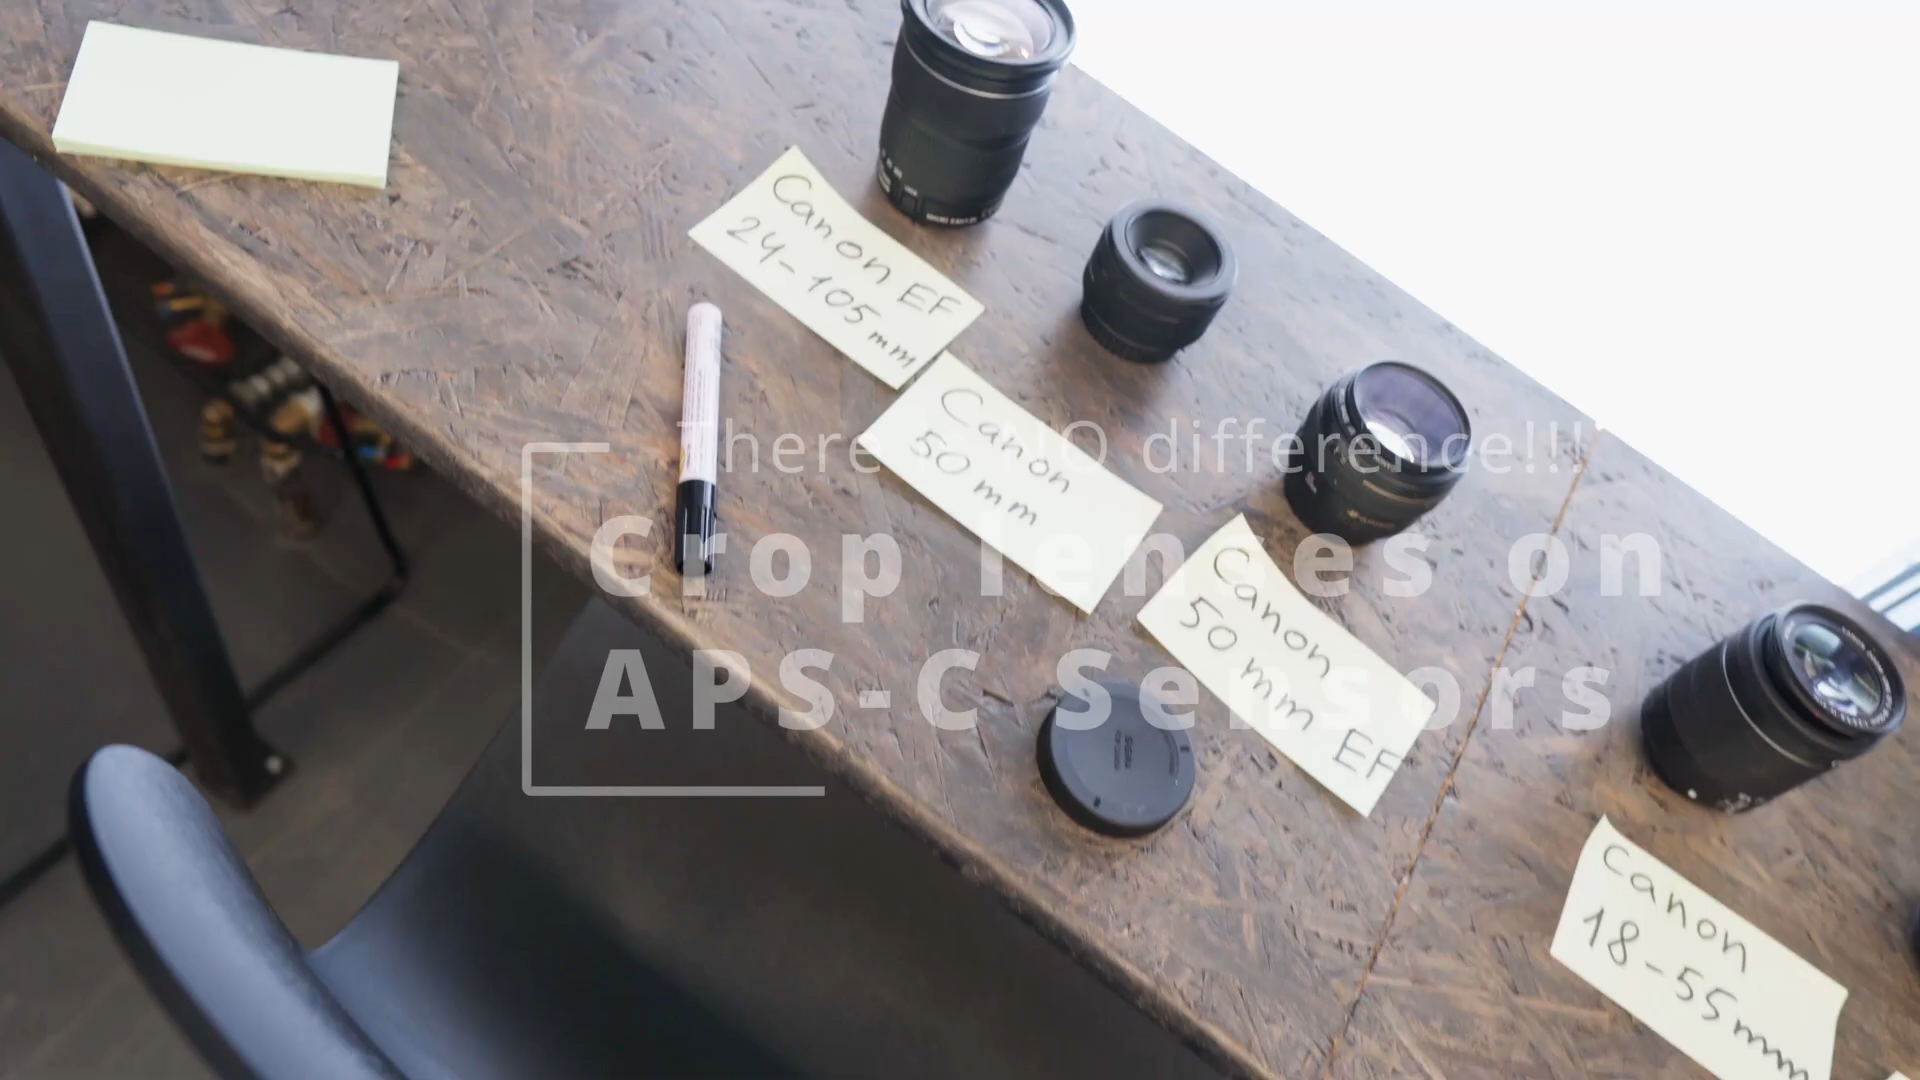 Canon EF
24-105mm
Canon
50mm
Canon
50mm EF
Canon
18-55mm
There is NO difference!!!
Crop lenses on
APS-C Sensors